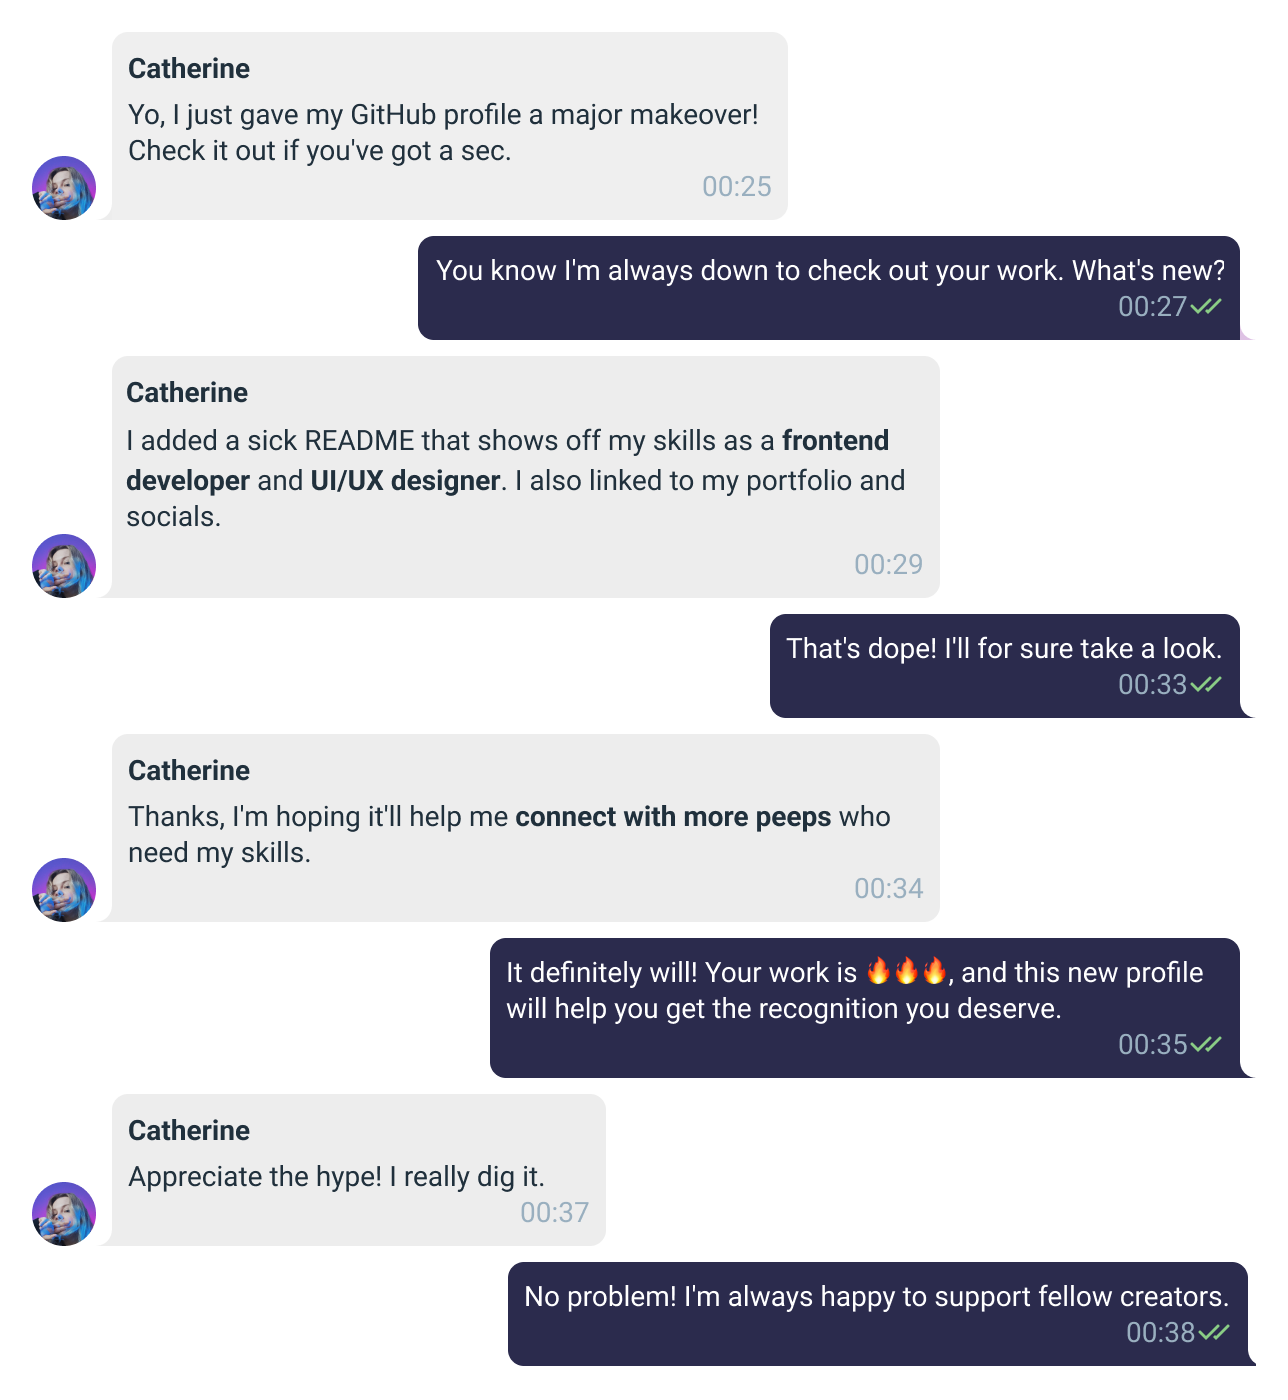 Catherine
Yo, I just gave my GitHub profile a major makeover!
Check it out if you've got a sec.
00:25
You know I'm always down to check out your work. What's new?
00:27
Catherine
I added a sick README that shows off my skills as a frontend
developer and UI/UX designer. I also linked to my portfolio and
socials.
00:29
That's dope! I'll for sure take a look.
00:33
Catherine
Thanks, I'm hoping it'll help me connect with more peeps who
need my skills.
00:34
It definitely will! Your work is 🔥🔥🔥, and this new profile
will help you get the recognition you deserve.
00:35
Catherine
Appreciate the hype! I really dig it.
00:37
No problem! I'm always happy to support fellow creators.
00:38